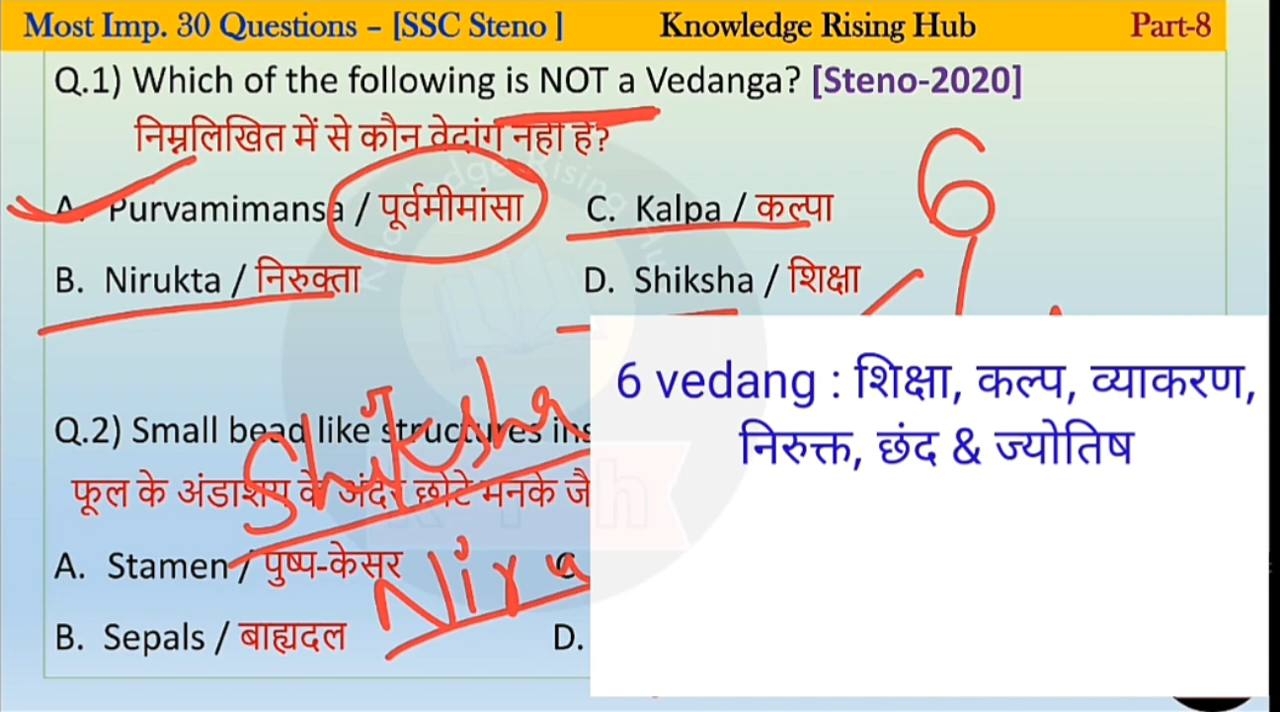 Most Imp. 30 Questions – [SSC Steno ] Knowledge Rising Hub Part-8
Q.1) Which of the following is NOT a Vedanga? [Steno-2020]
निम्नलिखित में से कौन वेदांग नहीं है?
A. Purvamimansa / पूर्वमीमांसा C. Kalpa / कल्पा
6
B. Nirukta / निरुक्ता D. Shiksha / शिक्षा
6 vedang : शिक्षा, कल्प, व्याकरण,
निरुक्त, छंद & ज्योतिष
Q.2) Small bead like structures ins
Shiksha
फूल के अंडाशय के अंदर छोटे मनके जै
A. Stamen / पुष्प-केसर C
Niru
B. Sepals / बाह्यदल D.